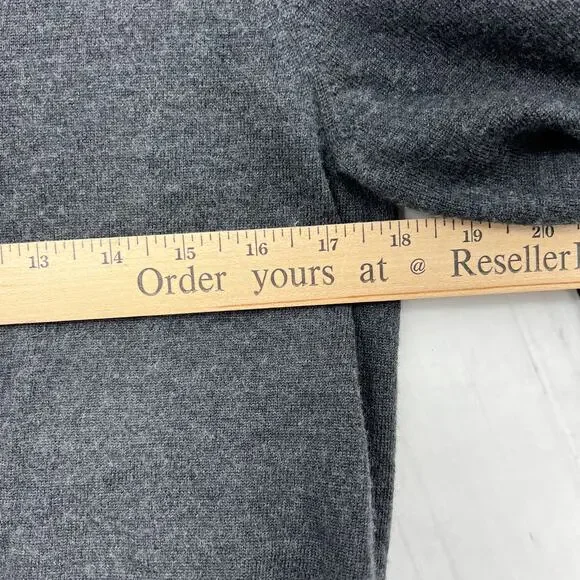 13 14 15 16 17 18 19 20
Order yours at @ Reseller